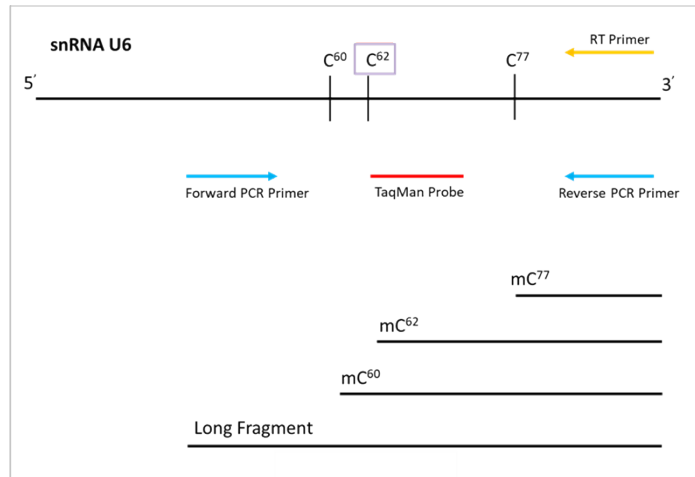 snRNA U6
RT Primer
C⁶⁰ C⁶² C⁷⁷
5′ 3′
Forward PCR Primer TaqMan Probe Reverse PCR Primer
mC⁷⁷
mC⁶²
mC⁶⁰
Long Fragment